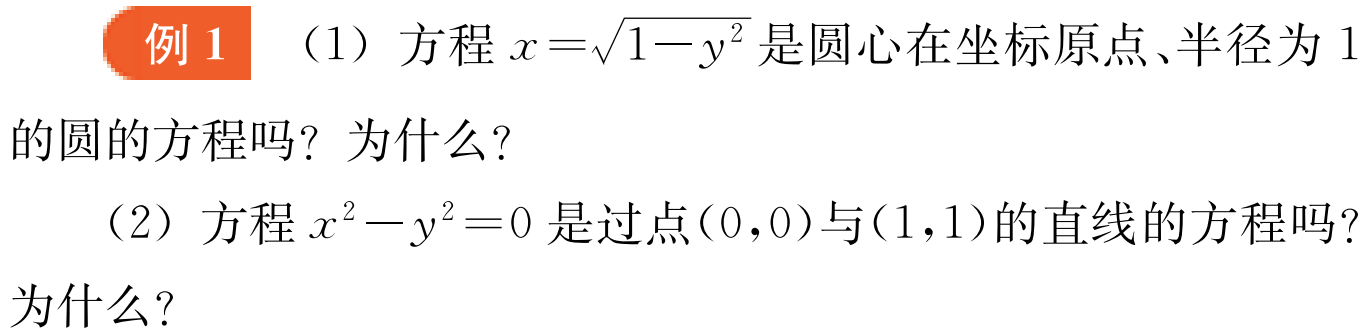 例 1 （1）方程 x=√(1−y²) 是圆心在坐标原点、半径为 1
的圆的方程吗？为什么？
（2）方程 x²−y²=0 是过点(0,0)与(1,1)的直线的方程吗？
为什么？